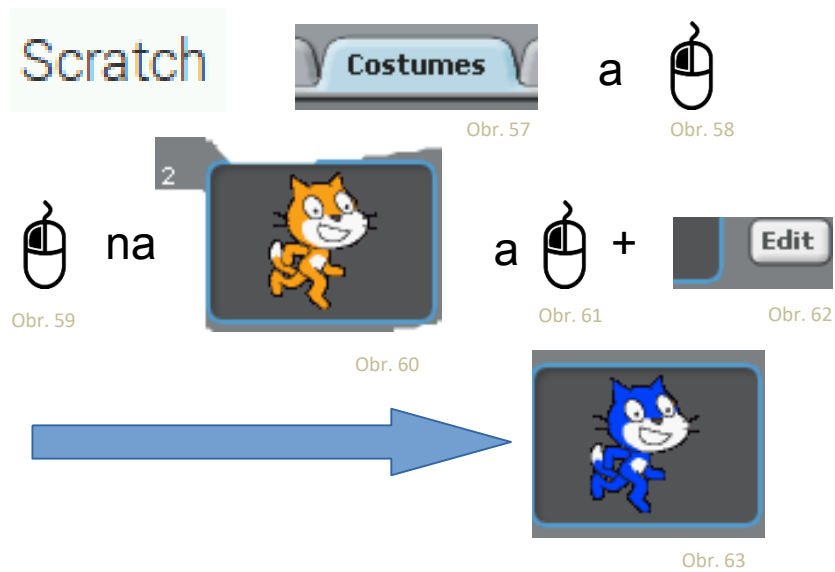 Scratch
Costumes
a
Obr. 57
Obr. 58
2
na
a
+
Edit
Obr. 59
Obr. 61
Obr. 62
Obr. 60
Obr. 63